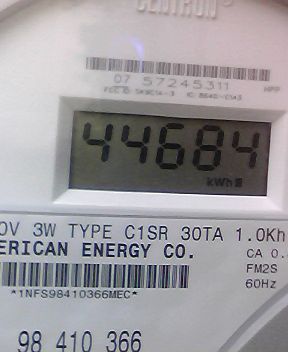 CENTRON
07 57245311
44684
kWh
0V 3W TYPE C1SR 30TA 1.0Kh
ERICAN ENERGY CO.
CA 0.
FM2S
*1NFS98410366MEC*
60Hz
98 410 366